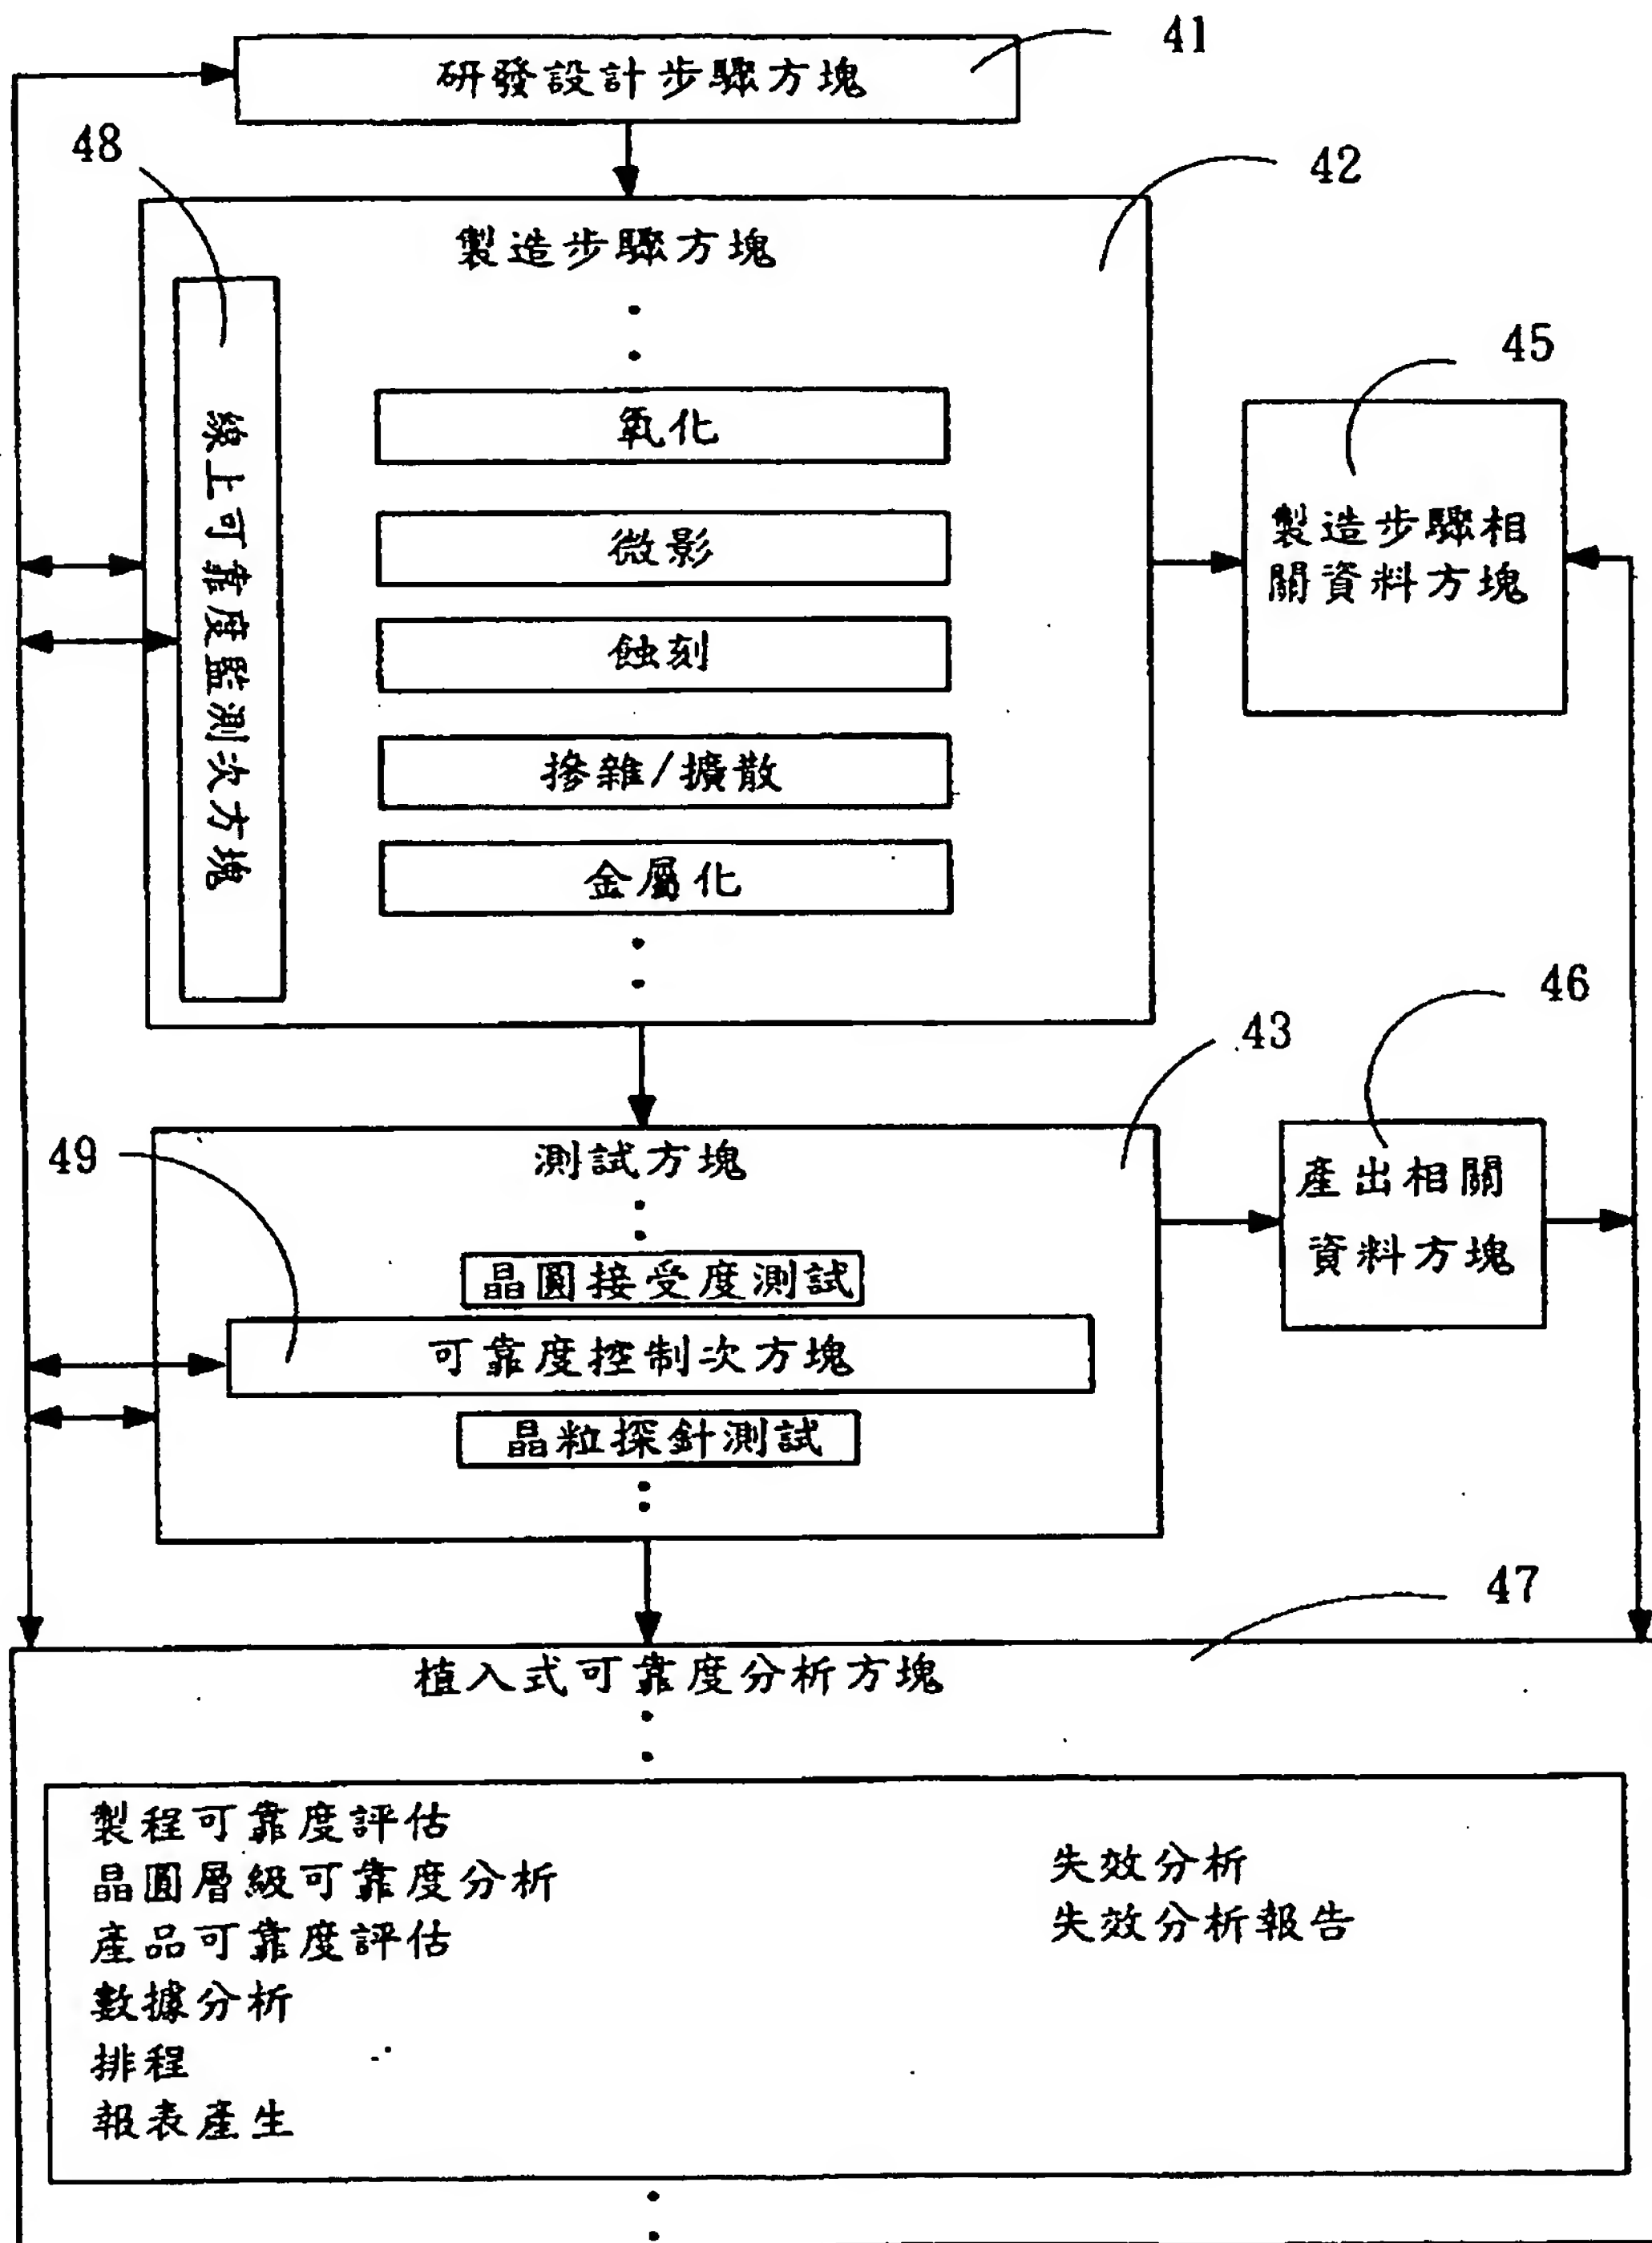 41
研發設計步驟方塊
48
42
製造步驟方塊
線上可靠度監測次方塊
氧化
微影
蝕刻
摻雜/擴散
金屬化
45
製造步驟相
關資料方塊
46
43
49
測試方塊
晶圓接受度測試
可靠度控制次方塊
晶粒探針測試
產出相關
資料方塊
47
植入式可靠度分析方塊
製程可靠度評估
晶圓層級可靠度分析
產品可靠度評估
數據分析
排程
報表產生
失效分析
失效分析報告